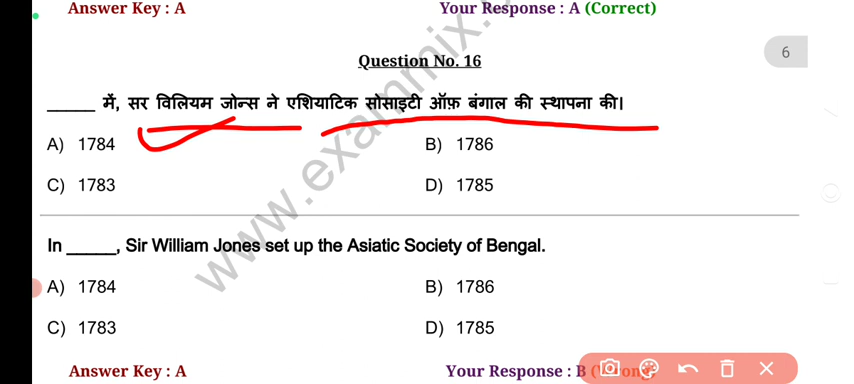 Answer Key : A Your Response : A (Correct)
Question No. 16
6
_____ में, सर विलियम जोन्स ने एशियाटिक सोसाइटी ऑफ़ बंगाल की स्थापना की।
A) 1784 B) 1786
C) 1783 D) 1785
In _____, Sir William Jones set up the Asiatic Society of Bengal.
A) 1784 B) 1786
C) 1783 D) 1785
Answer Key : A Your Response : B
www.exammix.